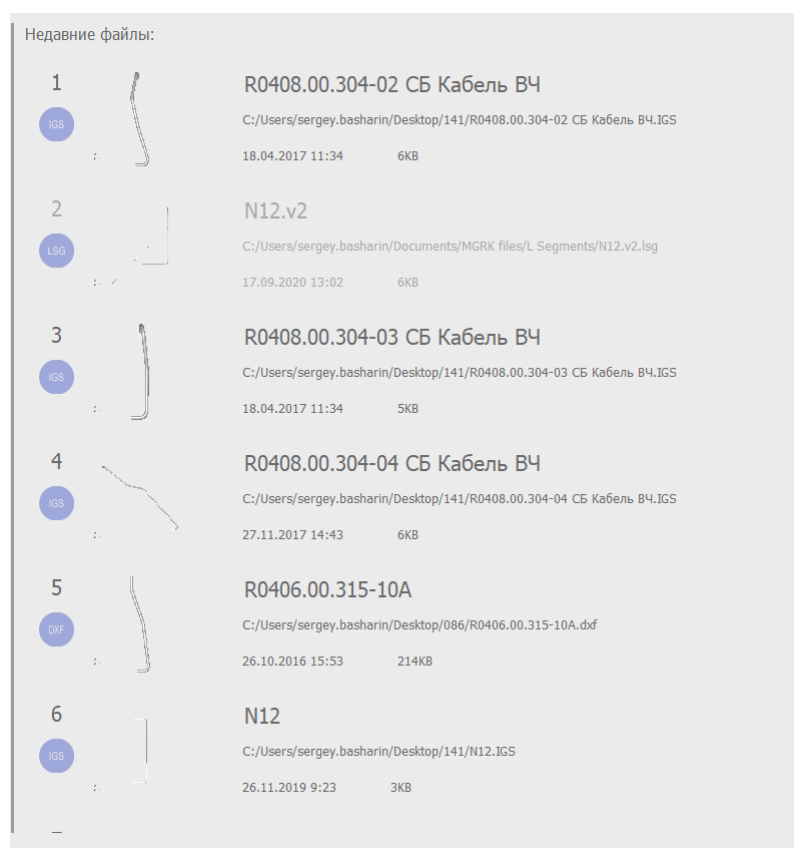 Недавние файлы:
1
IGS
R0408.00.304-02 СБ Кабель ВЧ
C:/Users/sergey.basharin/Desktop/141/R0408.00.304-02 СБ Кабель ВЧ.IGS
18.04.2017 11:34 6KB
2
LSG
N12.v2
C:/Users/sergey.basharin/Documents/MGRK files/L Segments/N12.v2.lsg
17.09.2020 13:02 6KB
3
IGS
R0408.00.304-03 СБ Кабель ВЧ
C:/Users/sergey.basharin/Desktop/141/R0408.00.304-03 СБ Кабель ВЧ.IGS
18.04.2017 11:34 5KB
4
IGS
R0408.00.304-04 СБ Кабель ВЧ
C:/Users/sergey.basharin/Desktop/141/R0408.00.304-04 СБ Кабель ВЧ.IGS
27.11.2017 14:43 6KB
5
DXF
R0406.00.315-10A
C:/Users/sergey.basharin/Desktop/086/R0406.00.315-10A.dxf
26.10.2016 15:53 214KB
6
IGS
N12
C:/Users/sergey.basharin/Desktop/141/N12.IGS
26.11.2019 9:23 3KB